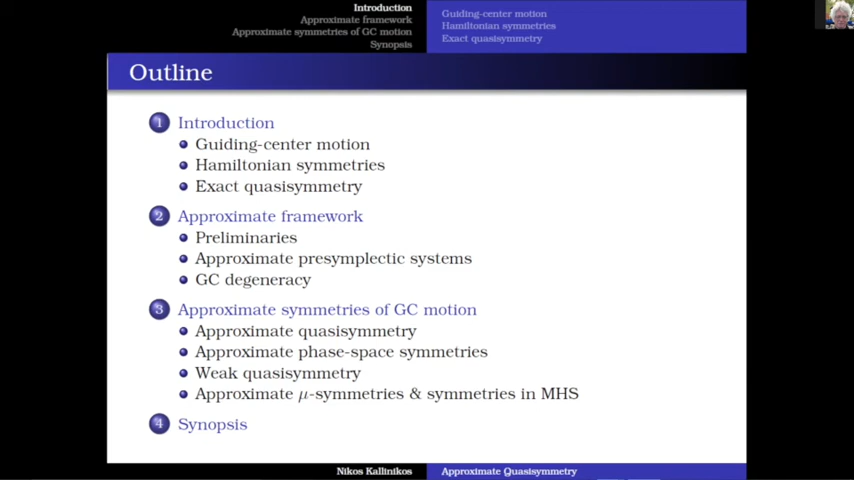 Introduction
Approximate framework
Approximate symmetries of GC motion
Synopsis
Guiding-center motion
Hamiltonian symmetries
Exact quasisymmetry
Outline
1 Introduction
Guiding-center motion
Hamiltonian symmetries
Exact quasisymmetry
2 Approximate framework
Preliminaries
Approximate presymplectic systems
GC degeneracy
3 Approximate symmetries of GC motion
Approximate quasisymmetry
Approximate phase-space symmetries
Weak quasisymmetry
Approximate μ-symmetries & symmetries in MHS
4 Synopsis
Nikos Kallinikos
Approximate Quasisymmetry